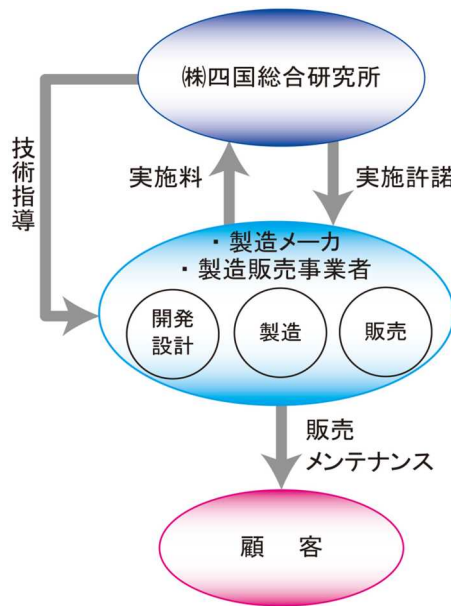 ㈱四国総合研究所
技術指導
実施料
実施許諾
・製造メーカ
・製造販売事業者
開発
設計
製造
販売
販売
メンテナンス
顧　客